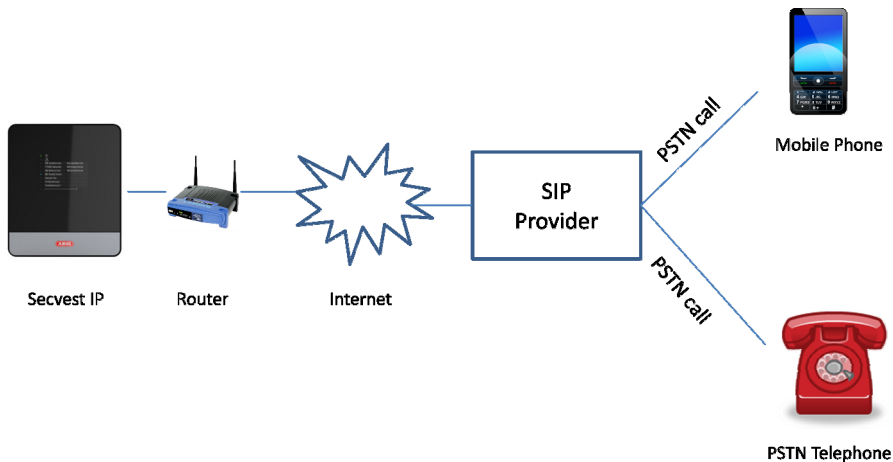 PSTN call
Mobile Phone
SIP
Provider
Secvest IP
Router
Internet
PSTN call
PSTN Telephone